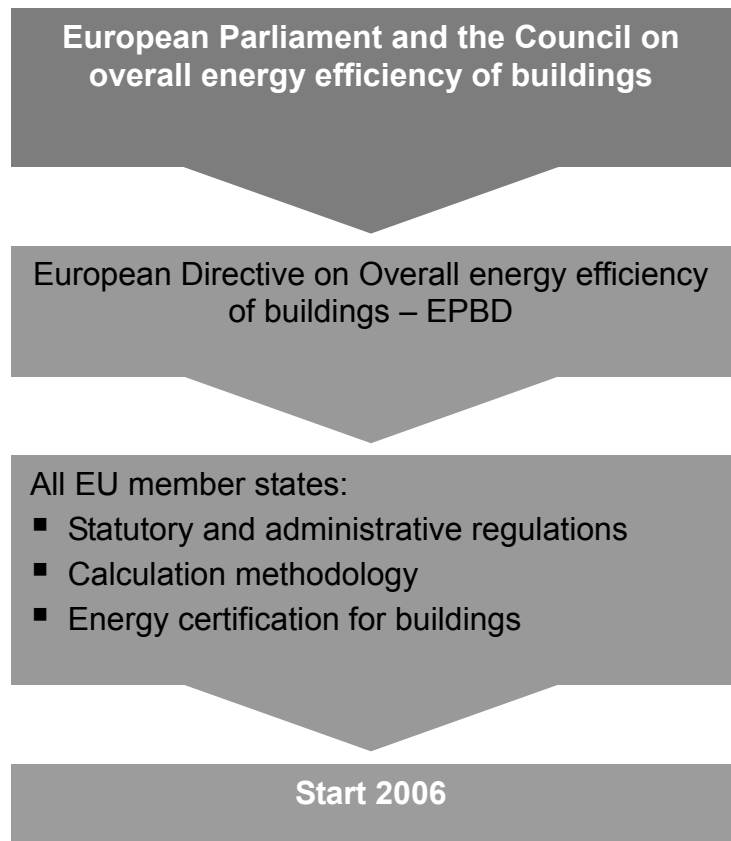 European Parliament and the Council on
overall energy efficiency of buildings
European Directive on Overall energy efficiency
of buildings – EPBD
All EU member states:
▪ Statutory and administrative regulations
▪ Calculation methodology
▪ Energy certification for buildings
Start 2006